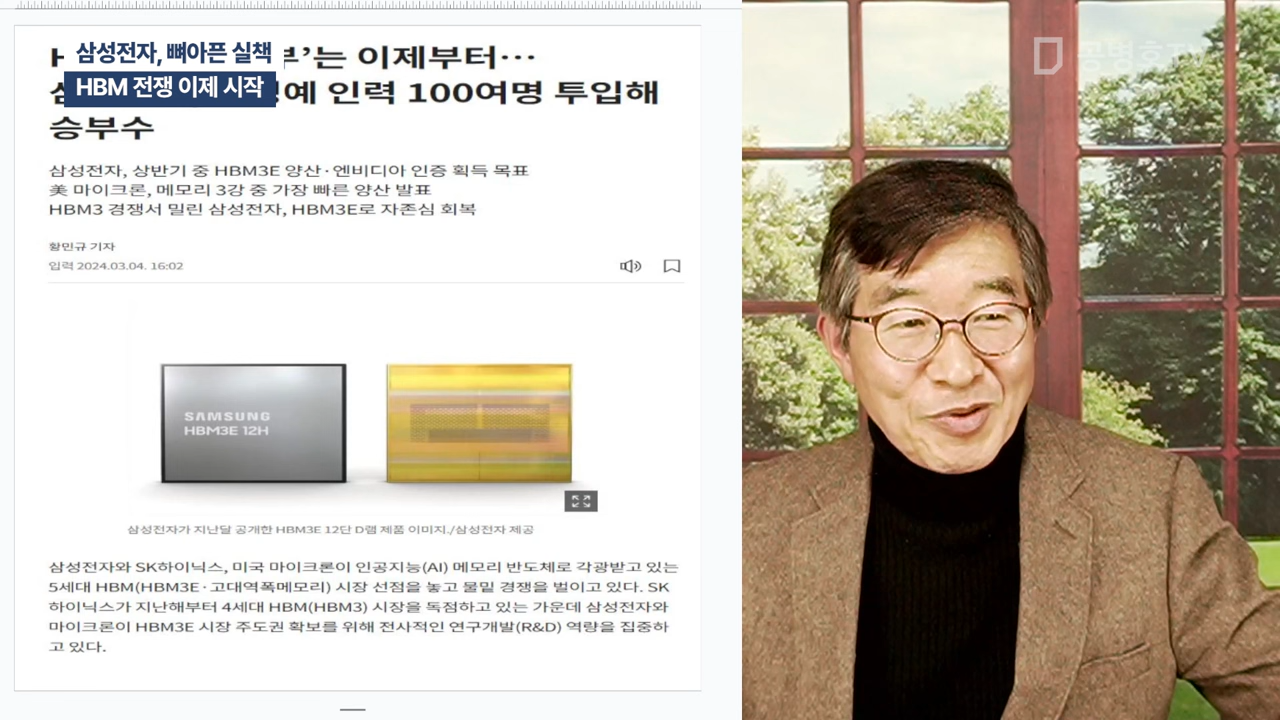 삼성전자, 뼈아픈 실책
HBM 전쟁 이제 시작
부’는 이제부터…
예 인력 100여명 투입해
승부수
삼성전자, 상반기 중 HBM3E 양산·엔비디아 인증 획득 목표
美 마이크론, 메모리 3강 중 가장 빠른 양산 발표
HBM3 경쟁서 밀린 삼성전자, HBM3E로 자존심 회복
황민규 기자
입력 2024.03.04. 16:02
SAMSUNG
HBM3E 12H
삼성전자가 지난달 공개한 HBM3E 12단 D램 제품 이미지./삼성전자 제공
삼성전자와 SK하이닉스, 미국 마이크론이 인공지능(AI) 메모리 반도체로 각광받고 있는
5세대 HBM(HBM3E·고대역폭메모리) 시장 선점을 놓고 물밑 경쟁을 벌이고 있다. SK
하이닉스가 지난해부터 4세대 HBM(HBM3) 시장을 독점하고 있는 가운데 삼성전자와
마이크론이 HBM3E 시장 주도권 확보를 위해 전사적인 연구개발(R&D) 역량을 집중하
고 있다.
공병호TV